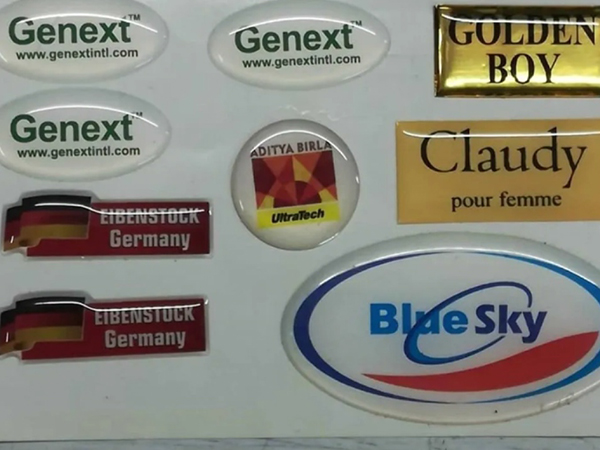 Genext™
www.genextintl.com
Genext™
www.genextintl.com
GOLDEN
BOY
Genext™
www.genextintl.com
ADITYA BIRLA
UltraTech
Claudy
pour femme
EIBENSTOCK
Germany
EIBENSTOCK
Germany
Blue Sky